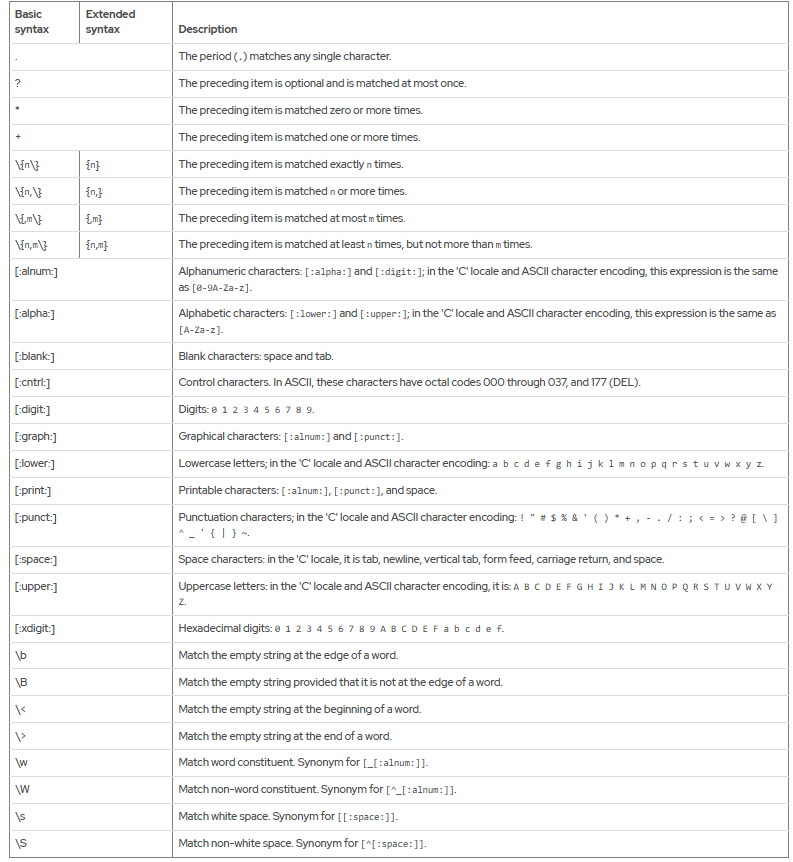 Basic syntax Extended syntax Description
. The period (.) matches any single character.
? The preceding item is optional and is matched at most once.
* The preceding item is matched zero or more times.
+ The preceding item is matched one or more times.
\{n\} {n} The preceding item is matched exactly n times.
\{n,\} {n,} The preceding item is matched n or more times.
\{,m\} {,m} The preceding item is matched at most m times.
\{n,m\} {n,m} The preceding item is matched at least n times, but not more than m times.
[:alnum:] Alphanumeric characters: [:alpha:] and [:digit:]; in the 'C' locale and ASCII character encoding, this expression is the same
as [0-9A-Za-z].
[:alpha:] Alphabetic characters: [:lower:] and [:upper:]; in the 'C' locale and ASCII character encoding, this expression is the same as
[A-Za-z].
[:blank:] Blank characters: space and tab.
[:cntrl:] Control characters. In ASCII, these characters have octal codes 000 through 037, and 177 (DEL).
[:digit:] Digits: 0 1 2 3 4 5 6 7 8 9.
[:graph:] Graphical characters: [:alnum:] and [:punct:].
[:lower:] Lowercase letters; in the 'C' locale and ASCII character encoding: a b c d e f g h i j k l m n o p q r s t u v w x y z.
[:print:] Printable characters: [:alnum:], [:punct:], and space.
[:punct:] Punctuation characters; in the 'C' locale and ASCII character encoding: ! " # $ % & ' ( ) * + , - . / : ; < = > ? @ [ \ ]
^ _ ' { | } ~.
[:space:] Space characters: in the 'C' locale, it is tab, newline, vertical tab, form feed, carriage return, and space.
[:upper:] Uppercase letters: in the 'C' locale and ASCII character encoding, it is: A B C D E F G H I J K L M N O P Q R S T U V W X Y
Z.
[:xdigit:] Hexadecimal digits: 0 1 2 3 4 5 6 7 8 9 A B C D E F a b c d e f.
\b Match the empty string at the edge of a word.
\B Match the empty string provided that it is not at the edge of a word.
\< Match the empty string at the beginning of a word.
\> Match the empty string at the end of a word.
\w Match word constituent. Synonym for [_[:alnum:]].
\W Match non-word constituent. Synonym for [^_[:alnum:]].
\s Match white space. Synonym for [[:space:]].
\S Match non-white space. Synonym for [^[:space:]].